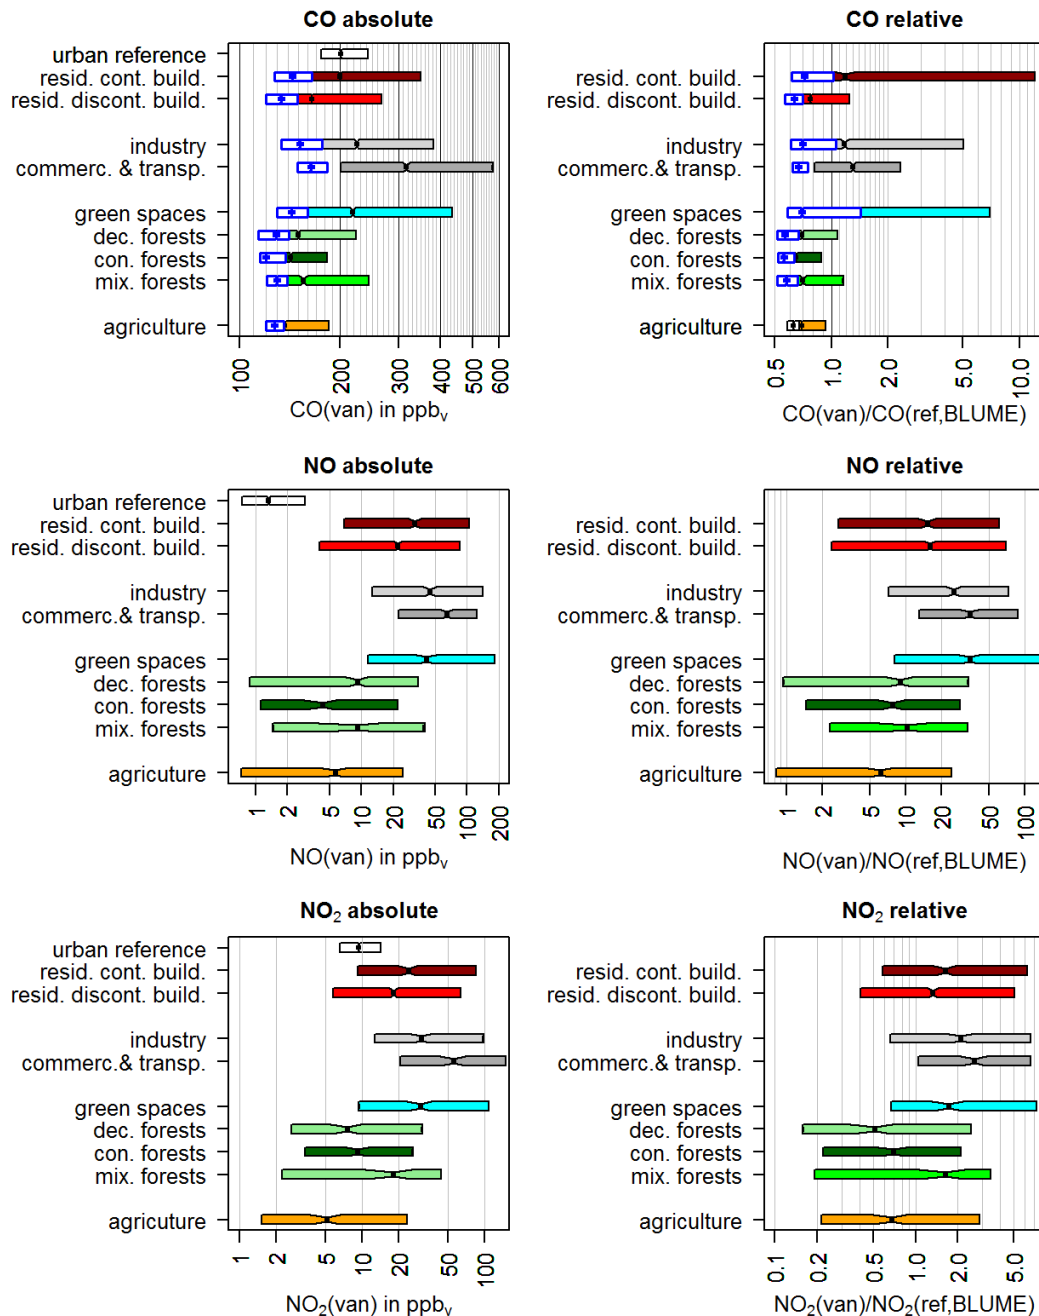 CO absolute
urban reference
resid. cont. build.
resid. discont. build.
industry
commerc. & transp.
green spaces
dec. forests
con. forests
mix. forests
agriculture
100 200 300 400 500 600
CO(van) in ppbᵥ
CO relative
resid. cont. build.
resid. discont. build.
industry
commerc. & transp.
green spaces
dec. forests
con. forests
mix. forests
agriculture
0.5 1.0 2.0 5.0 10.0
CO(van)/CO(ref,BLUME)
NO absolute
urban reference
resid. cont. build.
resid. discont. build.
industry
commerc.& transp.
green spaces
dec. forests
con. forests
mix. forests
agricuture
1 2 5 10 20 50 100 200
NO(van) in ppbᵥ
NO relative
resid. cont. build.
resid. discont. build.
industry
commerc.& transp.
green spaces
dec. forests
con. forests
mix. forests
agriculture
1 2 5 10 20 50 100
NO(van)/NO(ref,BLUME)
NO₂ absolute
urban reference
resid. cont. build.
resid. discont. build.
industry
commerc.& transp.
green spaces
dec. forests
con. forests
mix. forests
agricuture
1 2 5 10 20 50 100
NO₂(van) in ppbᵥ
NO₂ relative
resid. cont. build.
resid. discont. build.
industry
commerc.& transp.
green spaces
dec. forests
con. forests
mix. forests
agriculture
0.1 0.2 0.5 1.0 2.0 5.0
NO₂(van)/NO₂(ref,BLUME)